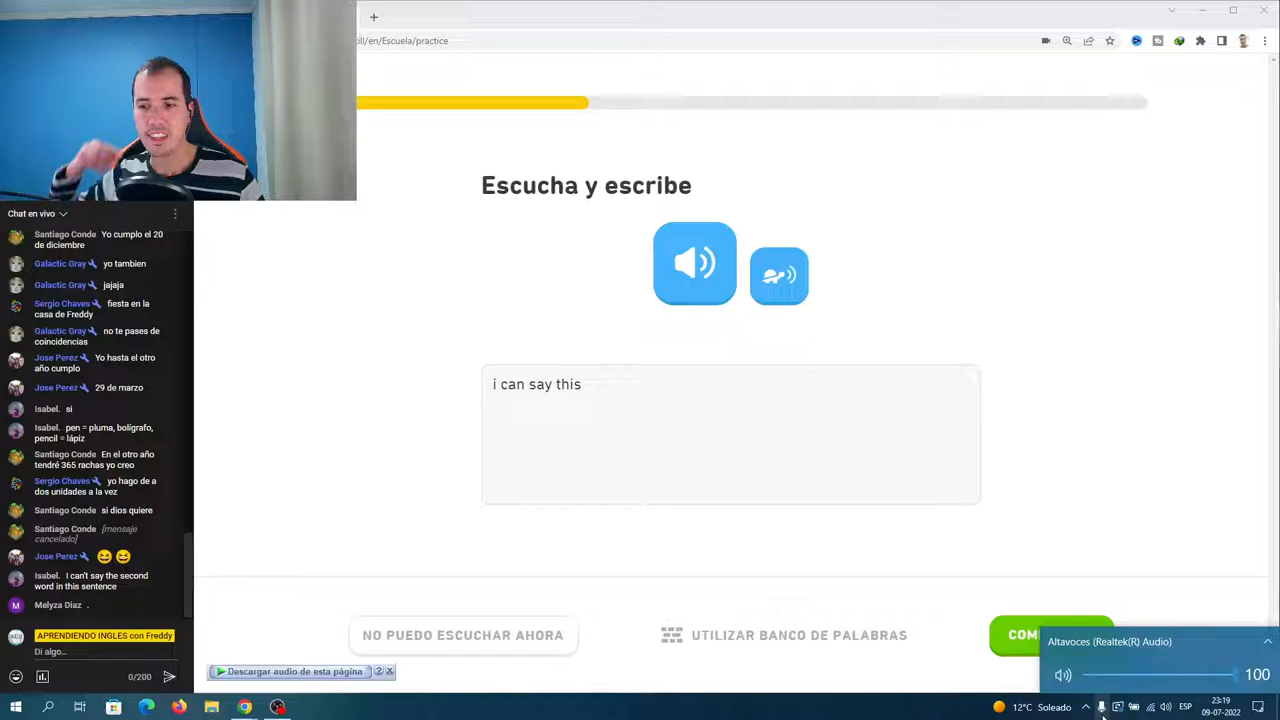 ill/en/Escuela/practice
Escucha y escribe
i can say this
NO PUEDO ESCUCHAR AHORA
UTILIZAR BANCO DE PALABRAS
COM
Descargar audio de esta página
?
Chat en vivo
Santiago Conde Yo cumplo el 20
de diciembre
Galactic Gray yo tambien
Galactic Gray jajaja
Sergio Chaves fiesta en la
casa de Freddy
Galactic Gray no te pases de
coincidencias
Jose Perez Yo hasta el otro
año cumplo
Jose Perez 29 de marzo
Isabel. si
Isabel. pen = pluma, bolígrafo,
pencil = lápiz
Santiago Conde En el otro año
tendré 365 rachas yo creo
Sergio Chaves yo hago de a
dos unidades a la vez
Santiago Conde si dios quiere
Santiago Conde [mensaje
cancelado]
Jose Perez
Isabel. I can't say the second
word in this sentence
M Melyza Diaz .
APRENDIENDO INGLES con Freddy
Di algo...
0/200
Altavoces (Realtek(R) Audio)
100
12°C Soleado
ESP
23:19
09-07-2022